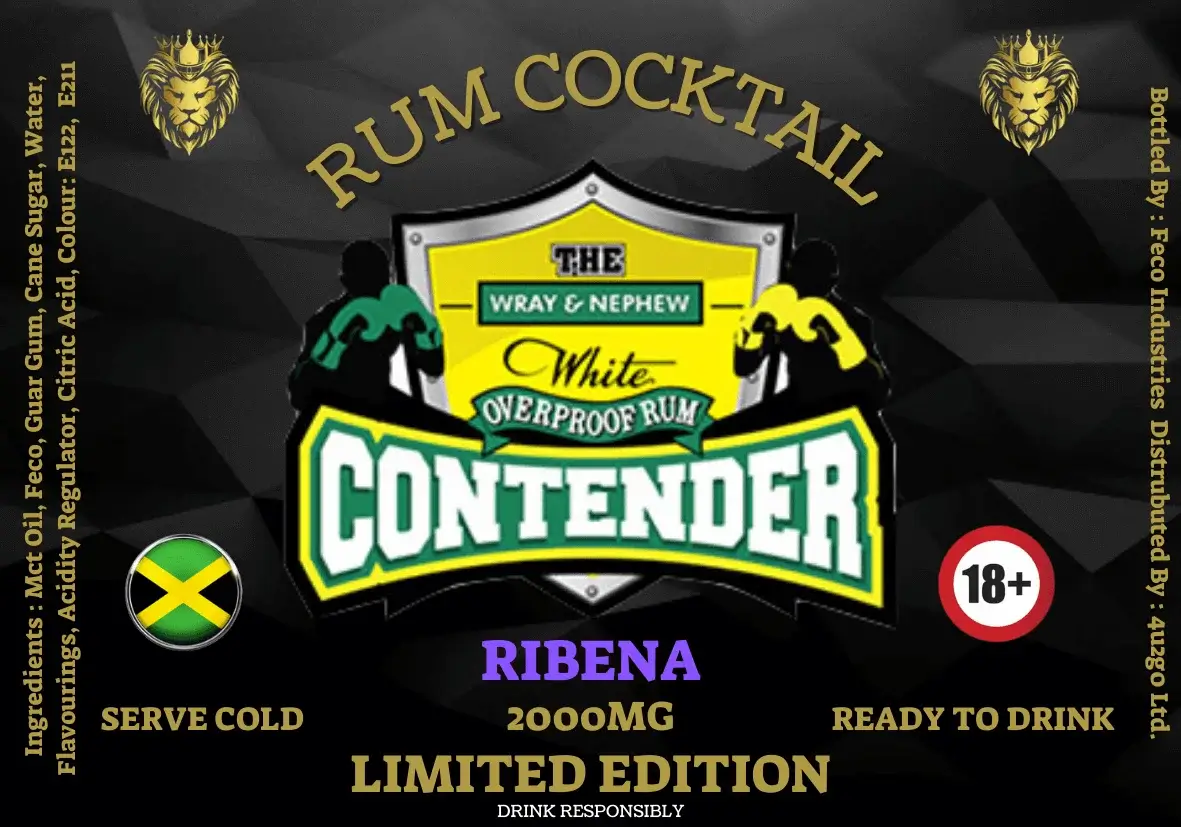 RUM COCKTAIL
THE
WRAY & NEPHEW
White
OVERPROOF RUM
CONTENDER
18+
RIBENA
SERVE COLD
2000MG
READY TO DRINK
LIMITED EDITION
DRINK RESPONSIBLY
Ingredients : Mct Oil, Feco, Guar Gum, Cane Sugar, Water,
Flavourings, Acidity Regulator, Citric Acid, Colour: E122, E211
Bottled By : Feco Industries Distrubuted By : 4u2go Ltd.